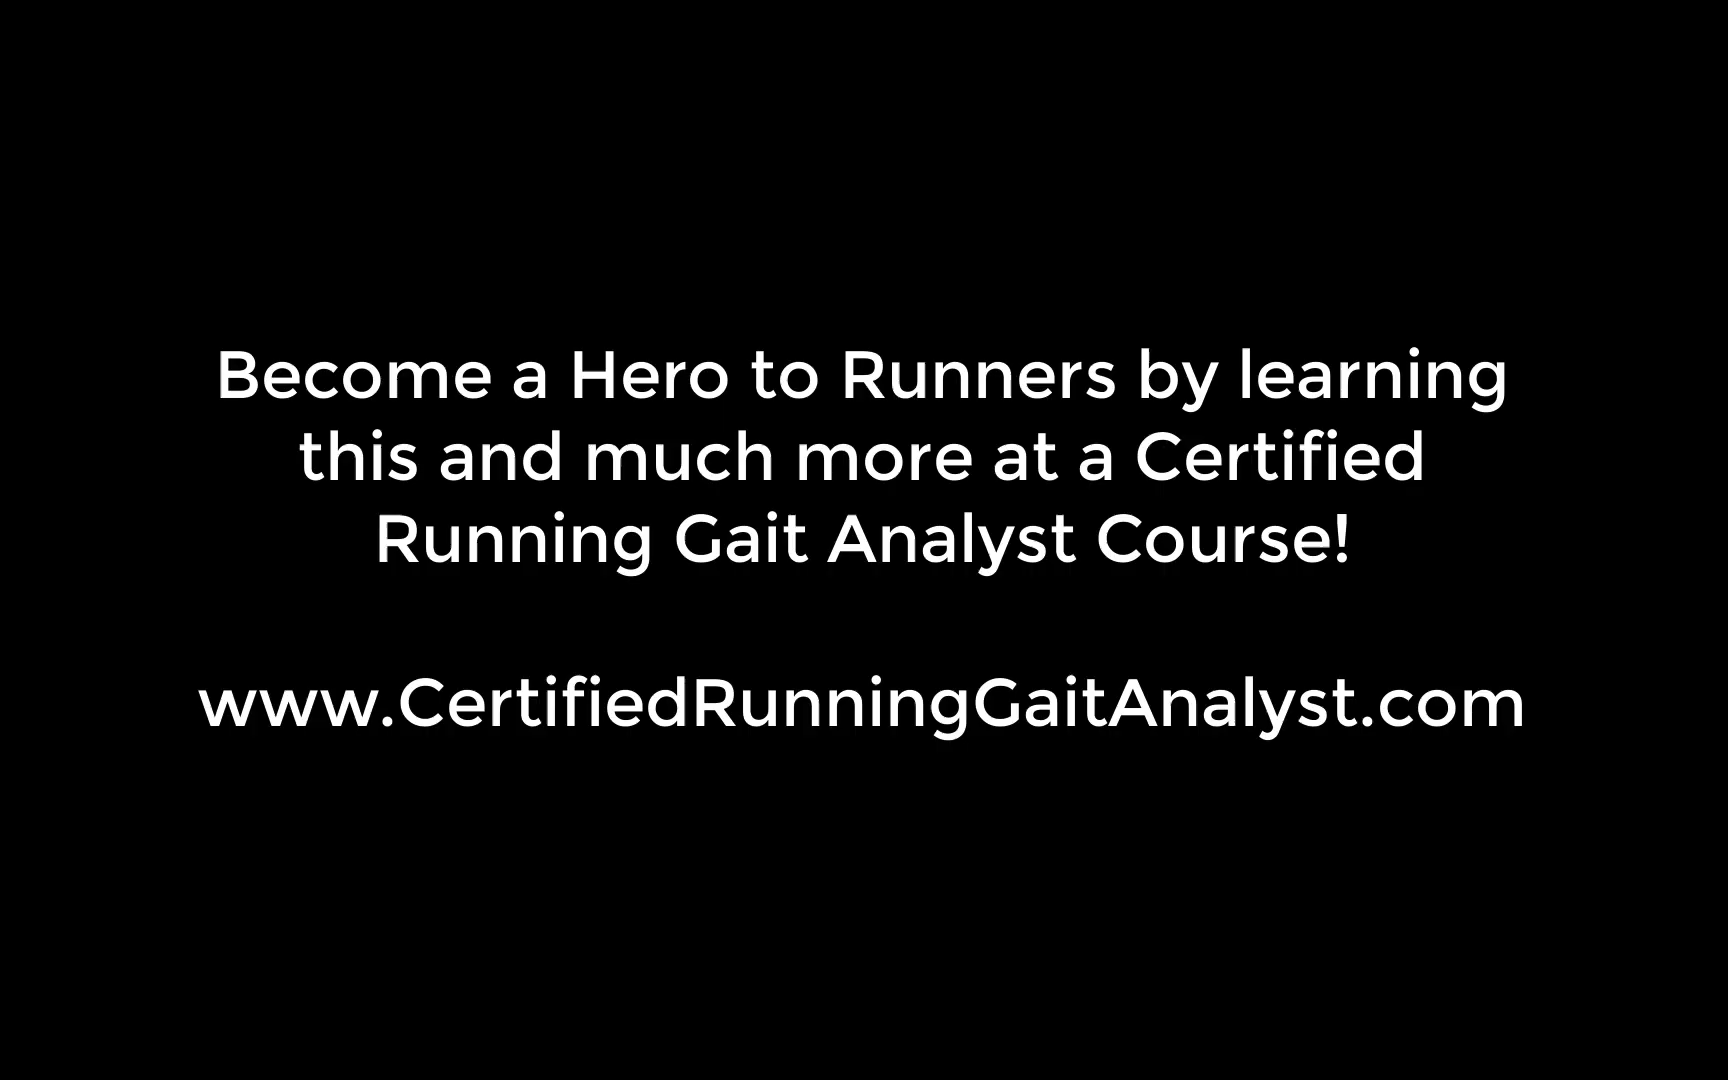 Become a Hero to Runners by learning
this and much more at a Certified
Running Gait Analyst Course!
www.CertifiedRunningGaitAnalyst.com